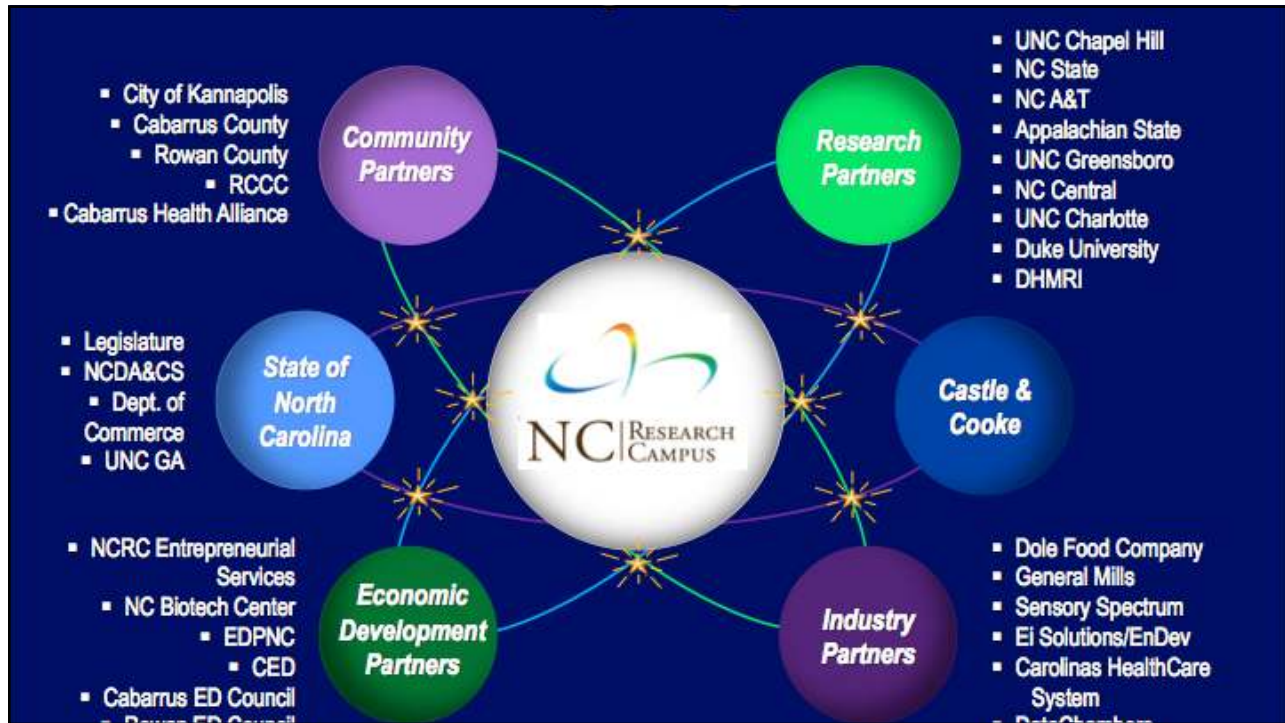 ▪ City of Kannapolis
▪ Cabarrus County
▪ Rowan County
▪ RCCC
▪ Cabarrus Health Alliance
Community
Partners
Research
Partners
▪ UNC Chapel Hill
▪ NC State
▪ NC A&T
▪ Appalachian State
▪ UNC Greensboro
▪ NC Central
▪ UNC Charlotte
▪ Duke University
▪ DHMRI
▪ Legislature
▪ NCDA&CS
▪ Dept. of
Commerce
▪ UNC GA
State of
North
Carolina
NC RESEARCH
CAMPUS
Castle &
Cooke
▪ NCRC Entrepreneurial
Services
▪ NC Biotech Center
▪ EDPNC
▪ CED
▪ Cabarrus ED Council
▪ Rowan ED Council
Economic
Development
Partners
Industry
Partners
▪ Dole Food Company
▪ General Mills
▪ Sensory Spectrum
▪ Ei Solutions/EnDev
▪ Carolinas HealthCare
System